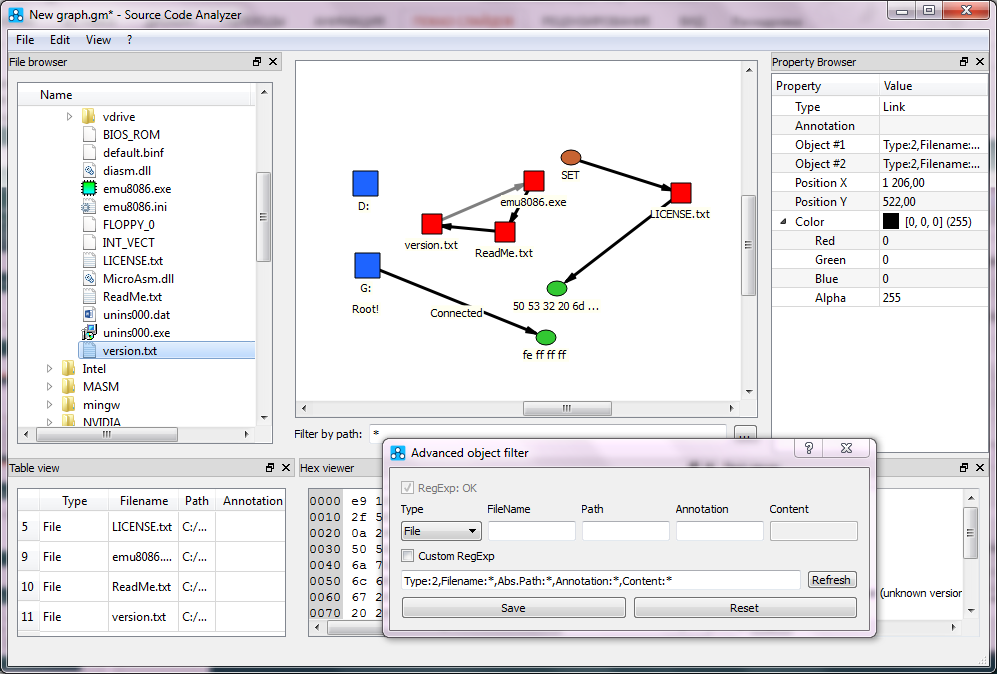 New graph.gm* - Source Code Analyzer
File Edit View ?
File browser
Name
vdrive
BIOS_ROM
default.binf
diasm.dll
emu8086.exe
emu8086.ini
FLOPPY_0
INT_VECT
LICENSE.txt
MicroAsm.dll
ReadMe.txt
unins000.dat
unins000.exe
version.txt
Intel
MASM
mingw
NVIDIA
D:
G:
Root!
version.txt
emu8086.exe
ReadMe.txt
SET
LICENSE.txt
50 53 32 20 6d ...
Connected
fe ff ff ff
Filter by path: *
...
Property Browser
Property Value
Type Link
Annotation
Object #1 Type:2,Filename:...
Object #2 Type:2,Filename:...
Position X 1 206,00
Position Y 522,00
Color [0, 0, 0] (255)
Red 0
Green 0
Blue 0
Alpha 255
Table view
Type Filename Path Annotation
5 File LICENSE.txt C:/...
9 File emu8086.... C:/...
10 File ReadMe.txt C:/...
11 File version.txt C:/...
Hex viewer
0000 e9
0010 2f
0020 0a
0030 50
0040 6a
0050 6c
0060 67
0070 20
(unknown version
Advanced object filter
?
RegExp: OK
Type FileName Path Annotation Content
File
Custom RegExp
Type:2,Filename:*,Abs.Path:*,Annotation:*,Content:*
Refresh
Save Reset